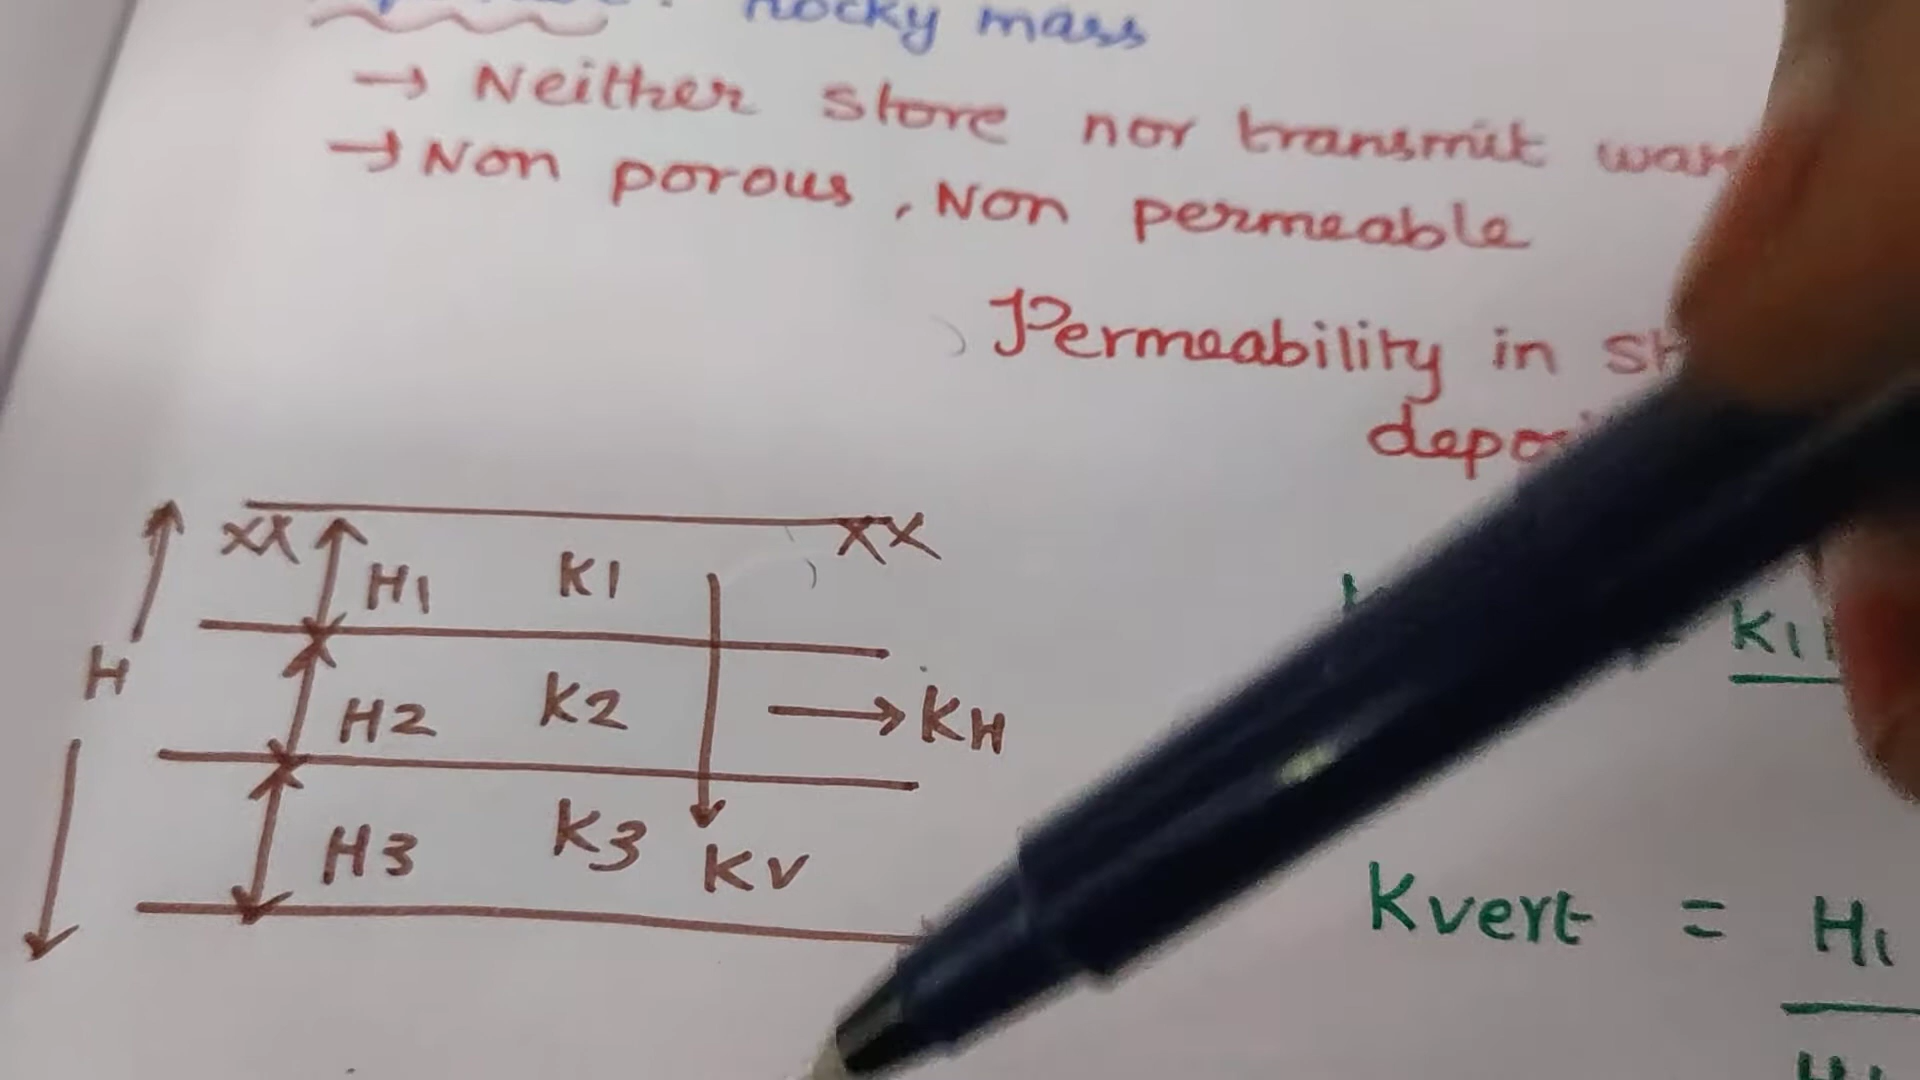 Rocky mass
→ Neither store nor transmit
→ Non porous, Non permeable
Permeability in
XX XX
H1 K1
H
H2 K2 → KH
H3 K3 KV
K1
Kvert = H1